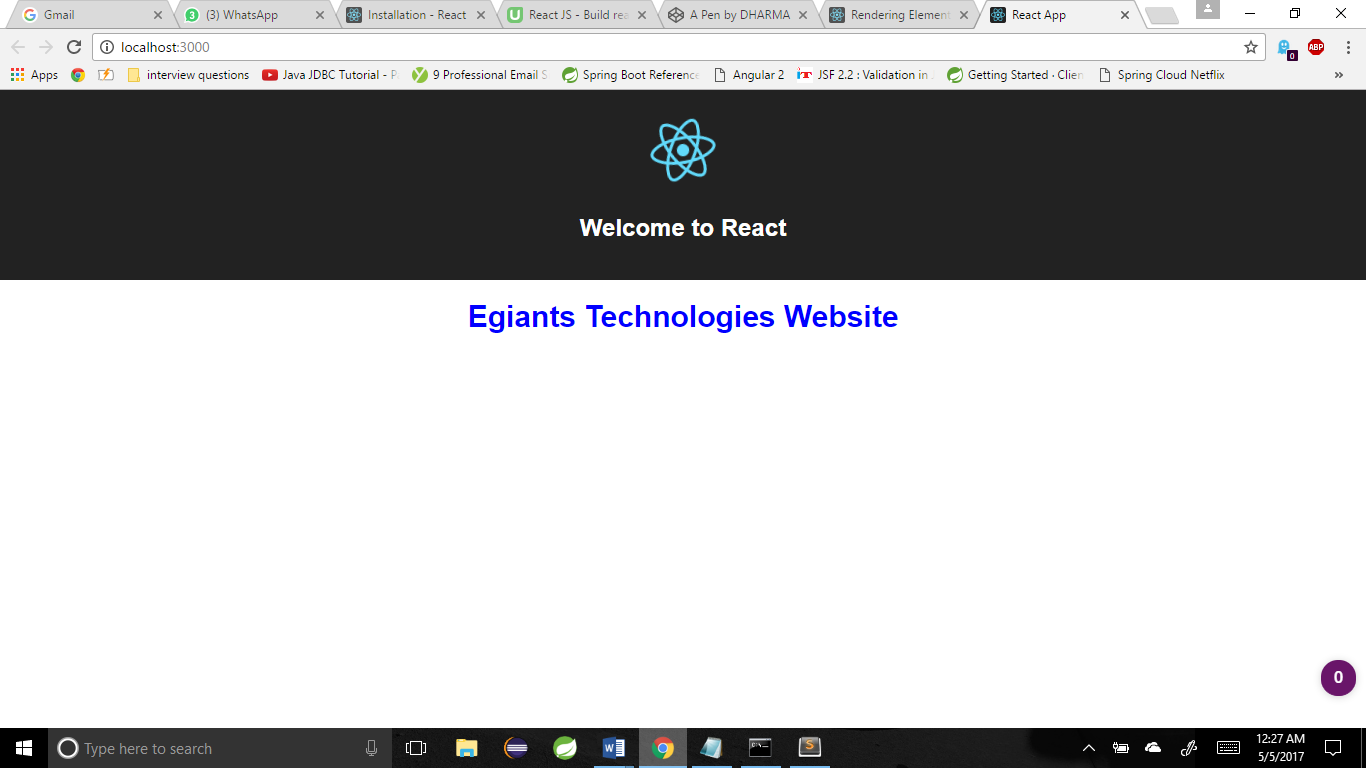 Gmail (3) WhatsApp Installation - React React JS - Build rea A Pen by DHARMA Rendering Element React App
localhost:3000
ABP
0
Apps interview questions Java JDBC Tutorial - P 9 Professional Email S Spring Boot Reference Angular 2 JSF 2.2 : Validation in Getting Started · Clien Spring Cloud Netflix »
Welcome to React
Egiants Technologies Website
0
Type here to search
12:27 AM
5/5/2017